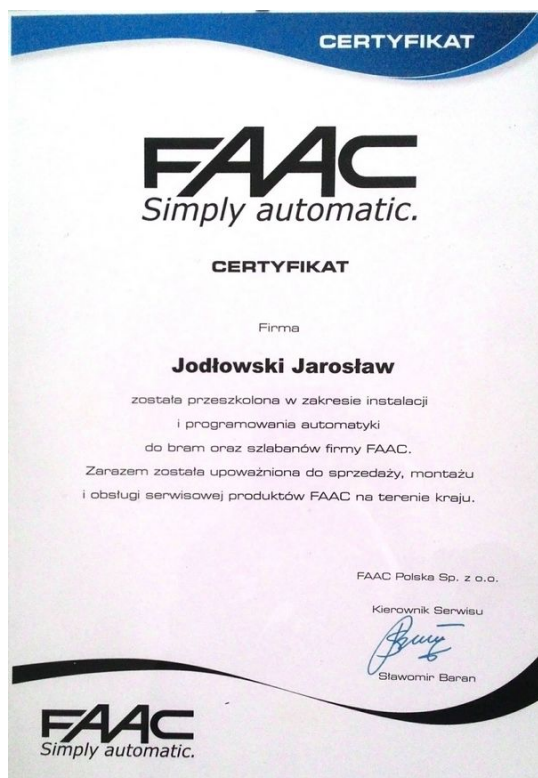 CERTYFIKAT
FAAC
Simply automatic.
CERTYFIKAT
Firma
Jodłowski Jarosław
została przeszkolona w zakresie instalacji
i programowania automatyki
do bram oraz szlabanów firmy FAAC.
Zarazem została upoważniona do sprzedaży, montażu
i obsługi serwisowej produktów FAAC na terenie kraju.
FAAC Polska Sp. z o.o.
Kierownik Serwisu
Sławomir Baran
FAAC
Simply automatic.